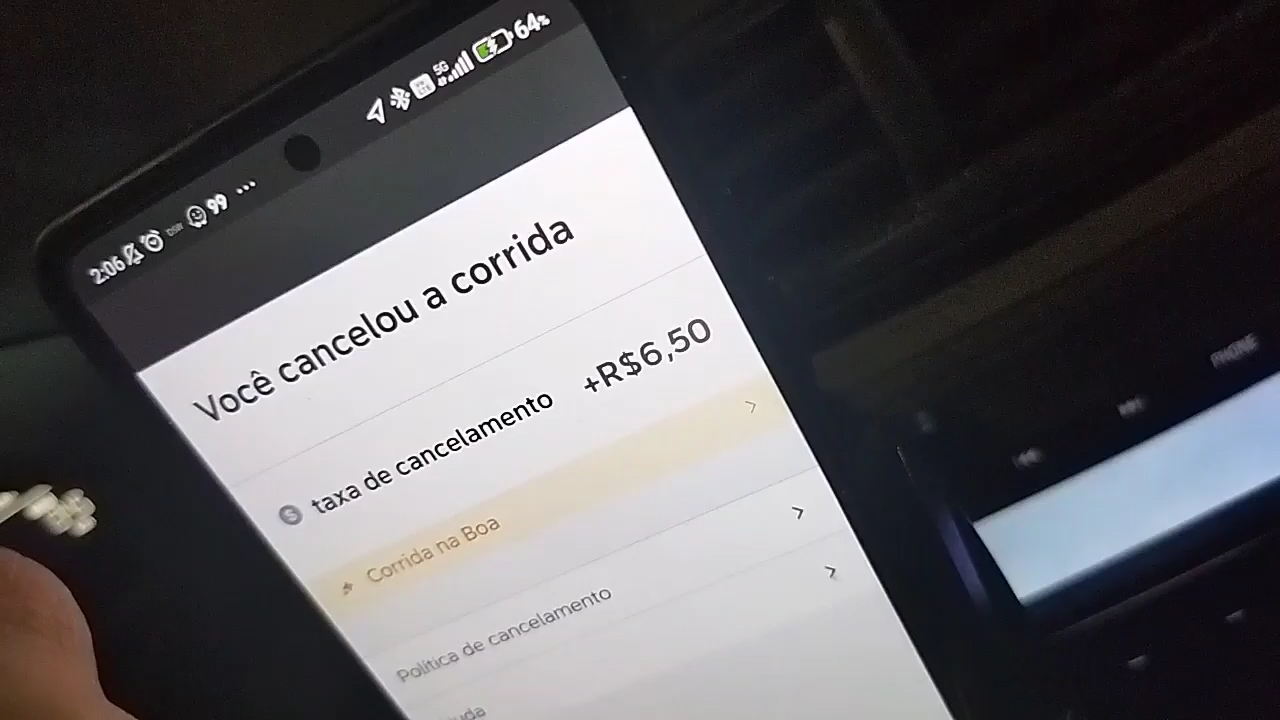 2:06 99 ... 5G 64%
Você cancelou a corrida
taxa de cancelamento +R$6,50
Corrida na Boa
Política de cancelamento
PHONE